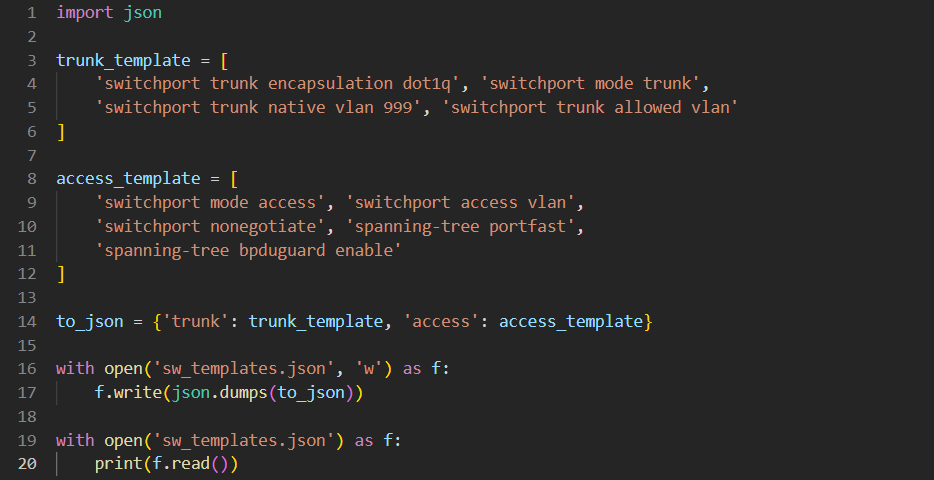 1 import json
2
3 trunk_template = [
4     'switchport trunk encapsulation dot1q', 'switchport mode trunk',
5     'switchport trunk native vlan 999', 'switchport trunk allowed vlan'
6 ]
7
8 access_template = [
9     'switchport mode access', 'switchport access vlan',
10     'switchport nonegotiate', 'spanning-tree portfast',
11     'spanning-tree bpduguard enable'
12 ]
13
14 to_json = {'trunk': trunk_template, 'access': access_template}
15
16 with open('sw_templates.json', 'w') as f:
17     f.write(json.dumps(to_json))
18
19 with open('sw_templates.json') as f:
20     print(f.read())